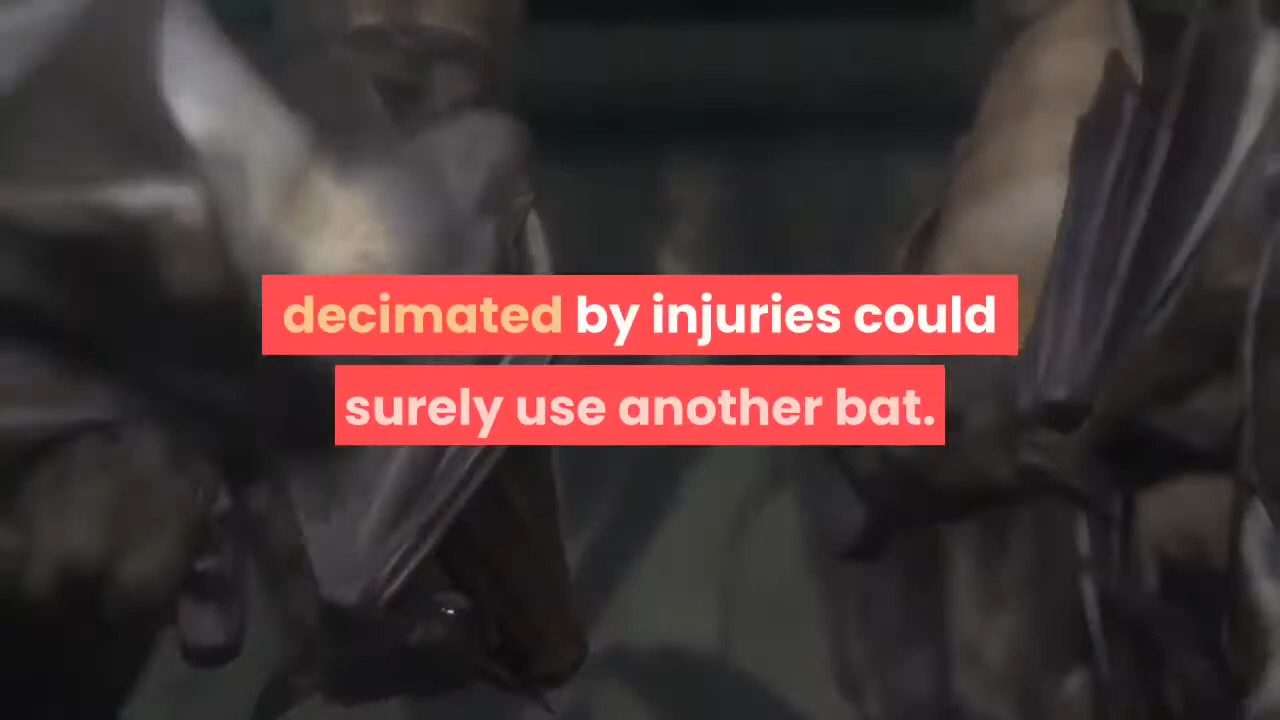 decimated by injuries could
surely use another bat.